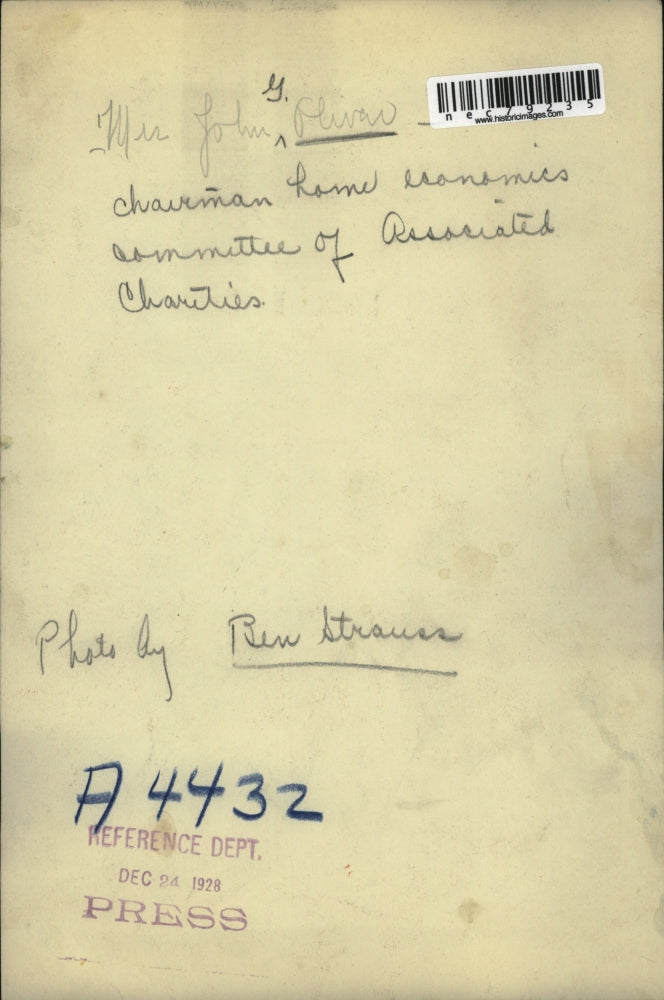 G.
Mrs John ^ Oliver —
nec79235
www.historicimages.com
chairman home economics
committee of Associated
Charities.
Photo by Ben Strauss
A 4432
REFERENCE DEPT.
DEC 24 1928
PRESS